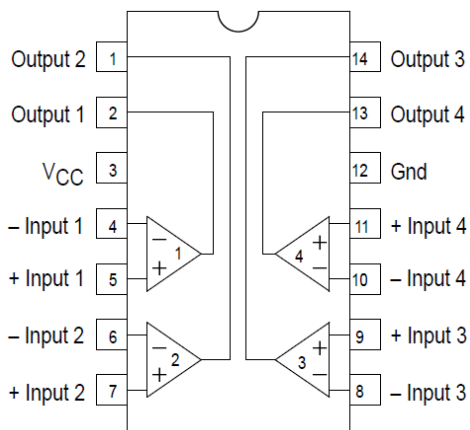 Output 2 1
Output 1 2
VCC 3
– Input 1 4
+ Input 1 5
– Input 2 6
+ Input 2 7
14 Output 3
13 Output 4
12 Gnd
11 + Input 4
10 – Input 4
9 + Input 3
8 – Input 3
– + 1
– + 2
+ – 4
+ – 3